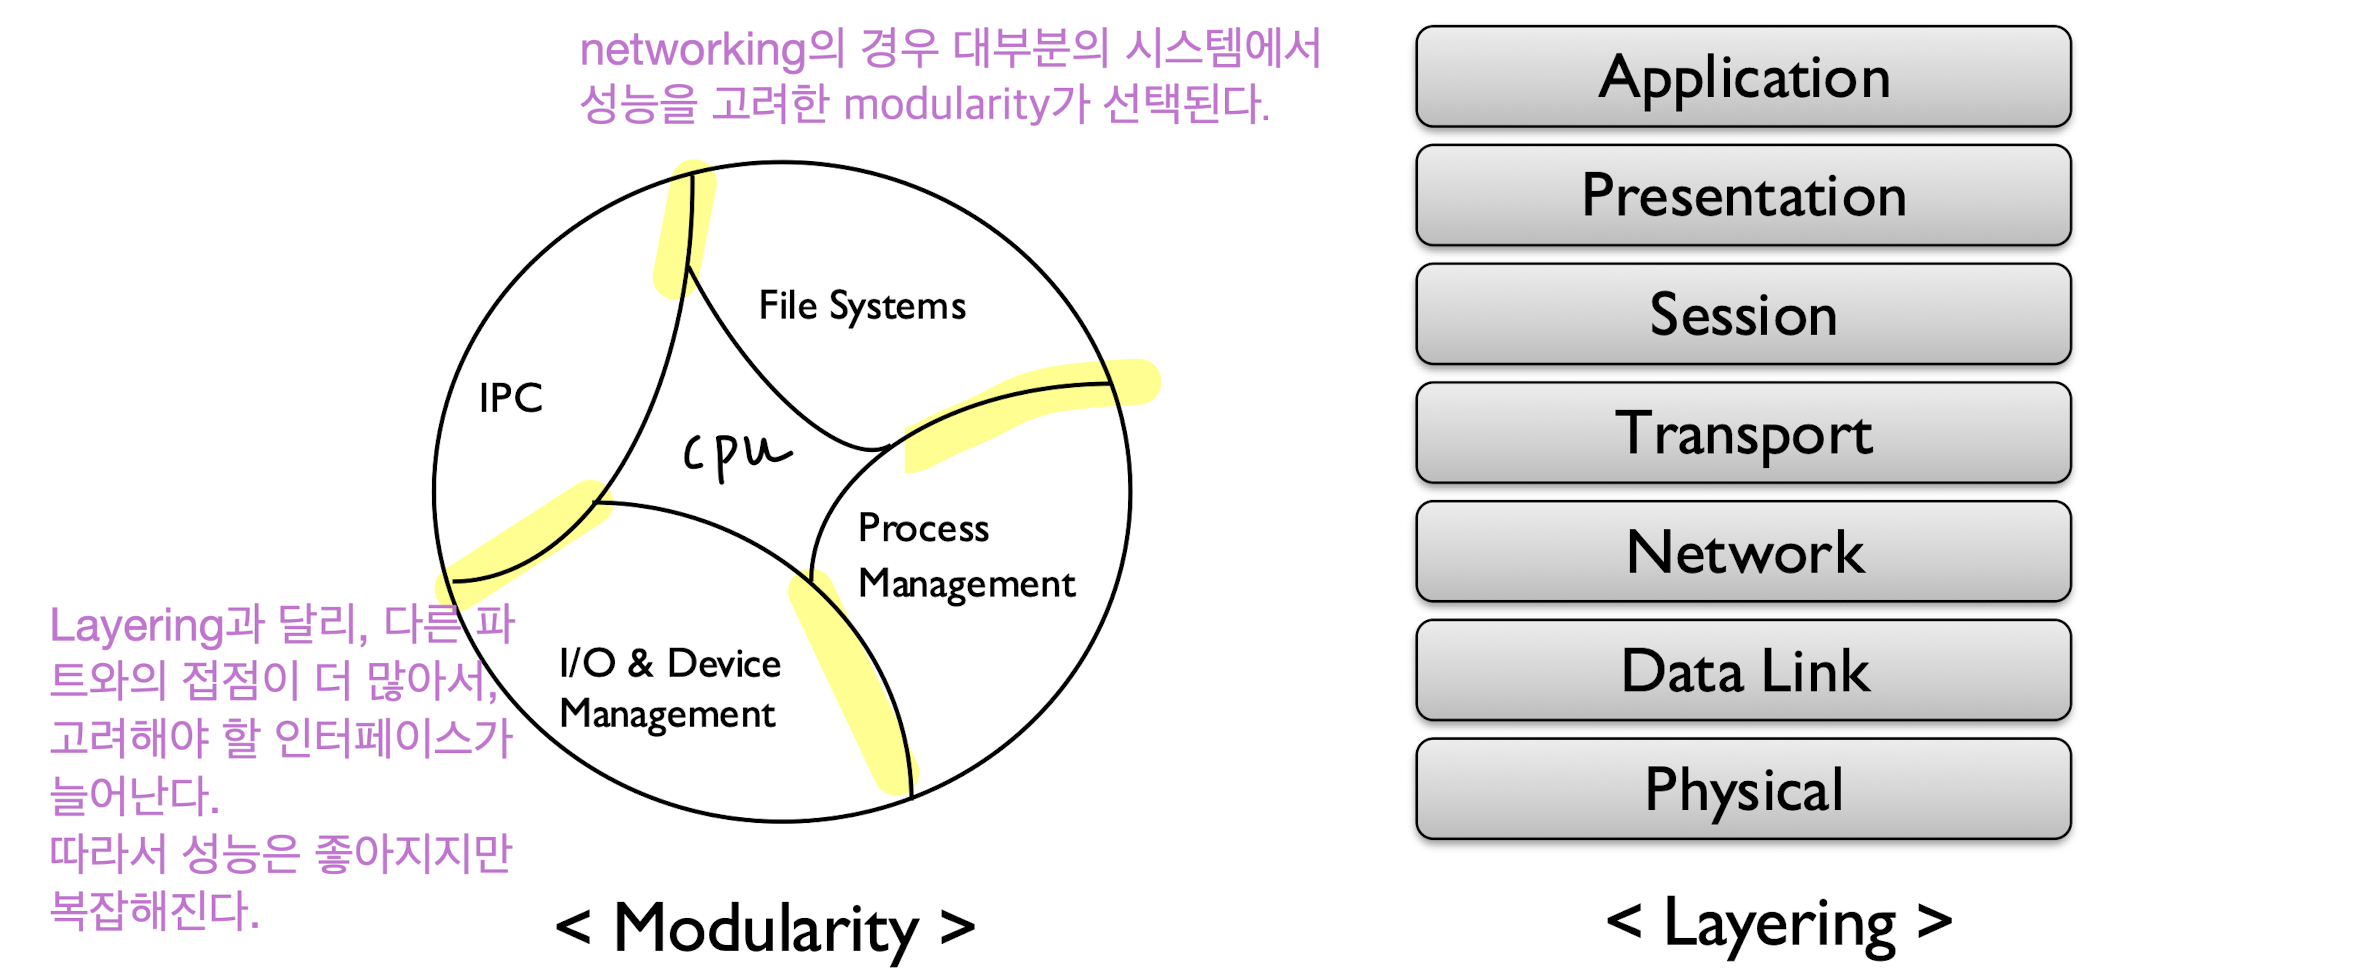 networking의 경우 대부분의 시스템에서
성능을 고려한 modularity가 선택된다.
File Systems
IPC
cpu
Process
Management
I/O & Device
Management
Layering과 달리, 다른 파
트와의 접점이 더 많아서,
고려해야 할 인터페이스가
늘어난다.
따라서 성능은 좋아지지만
복잡해진다.
< Modularity >
Application
Presentation
Session
Transport
Network
Data Link
Physical
< Layering >